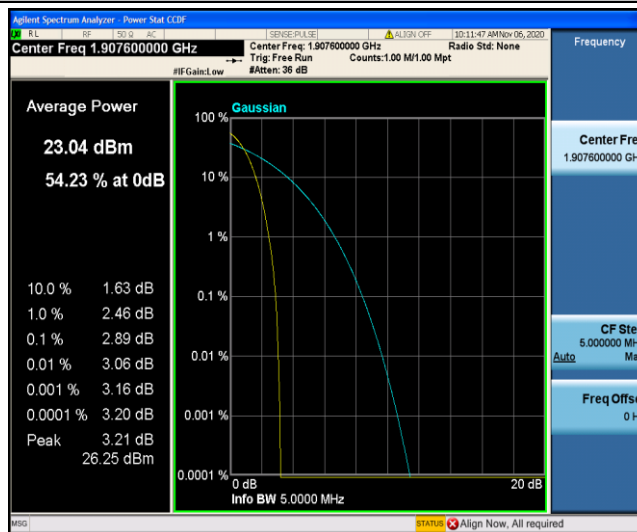 Agilent Spectrum Analyzer - Power Stat CCDF
RL RF 50 Ω AC SENSE:PULSE ALIGN OFF 10:11:47 AM Nov 06, 2020
Center Freq 1.907600000 GHz
Center Freq: 1.907600000 GHz Radio Std: None
Trig: Free Run Counts:1.00 M/1.00 Mpt
#IFGain:Low #Atten: 36 dB
Frequency
Average Power
23.04 dBm
54.23 % at 0dB
10.0 % 1.63 dB
1.0 % 2.46 dB
0.1 % 2.89 dB
0.01 % 3.06 dB
0.001 % 3.16 dB
0.0001 % 3.20 dB
Peak 3.21 dB
26.25 dBm
Gaussian
100 %
10 %
1 %
0.1 %
0.01 %
0.001 %
0.0001 %
0 dB 20 dB
Info BW 5.0000 MHz
Center Fre
1.907600000 GH
CF Ste
5.000000 MH
Auto Ma
Freq Offs
0 H
MSG STATUS Align Now, All required